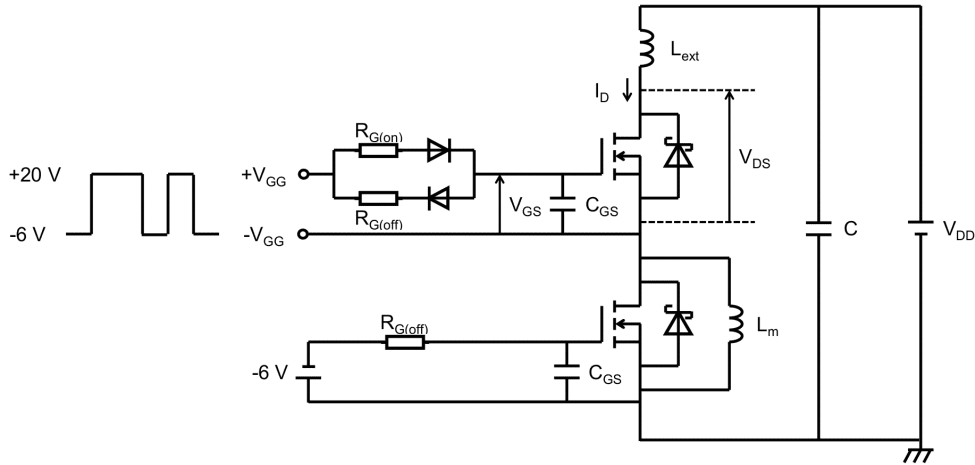 L_ext
I_D
R_G(on)
+20 V
+V_GG
V_DS
R_G(off)
V_GS
C_GS
-6 V
-V_GG
C
V_DD
R_G(off)
L_m
-6 V
C_GS